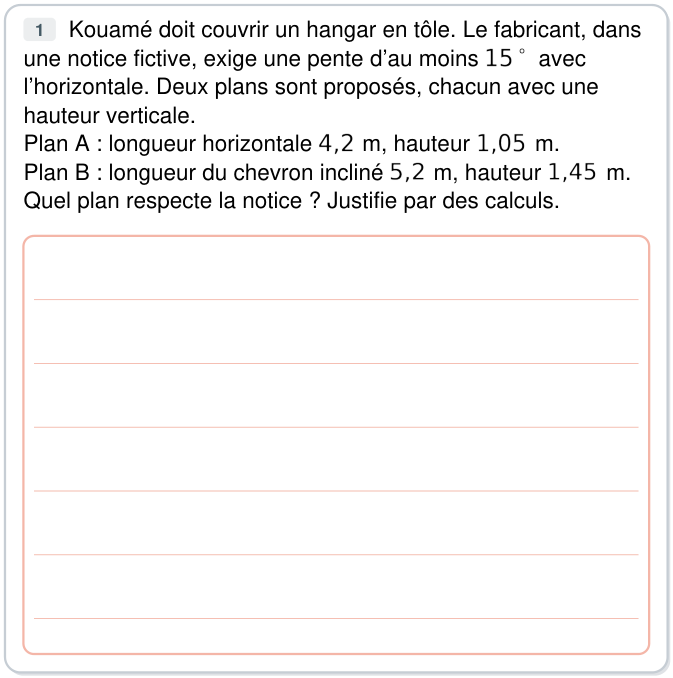 1 Kouamé doit couvrir un hangar en tôle. Le fabricant, dans
une notice fictive, exige une pente d'au moins 15° avec
l'horizontale. Deux plans sont proposés, chacun avec une
hauteur verticale.
Plan A : longueur horizontale 4,2 m, hauteur 1,05 m.
Plan B : longueur du chevron incliné 5,2 m, hauteur 1,45 m.
Quel plan respecte la notice ? Justifie par des calculs.